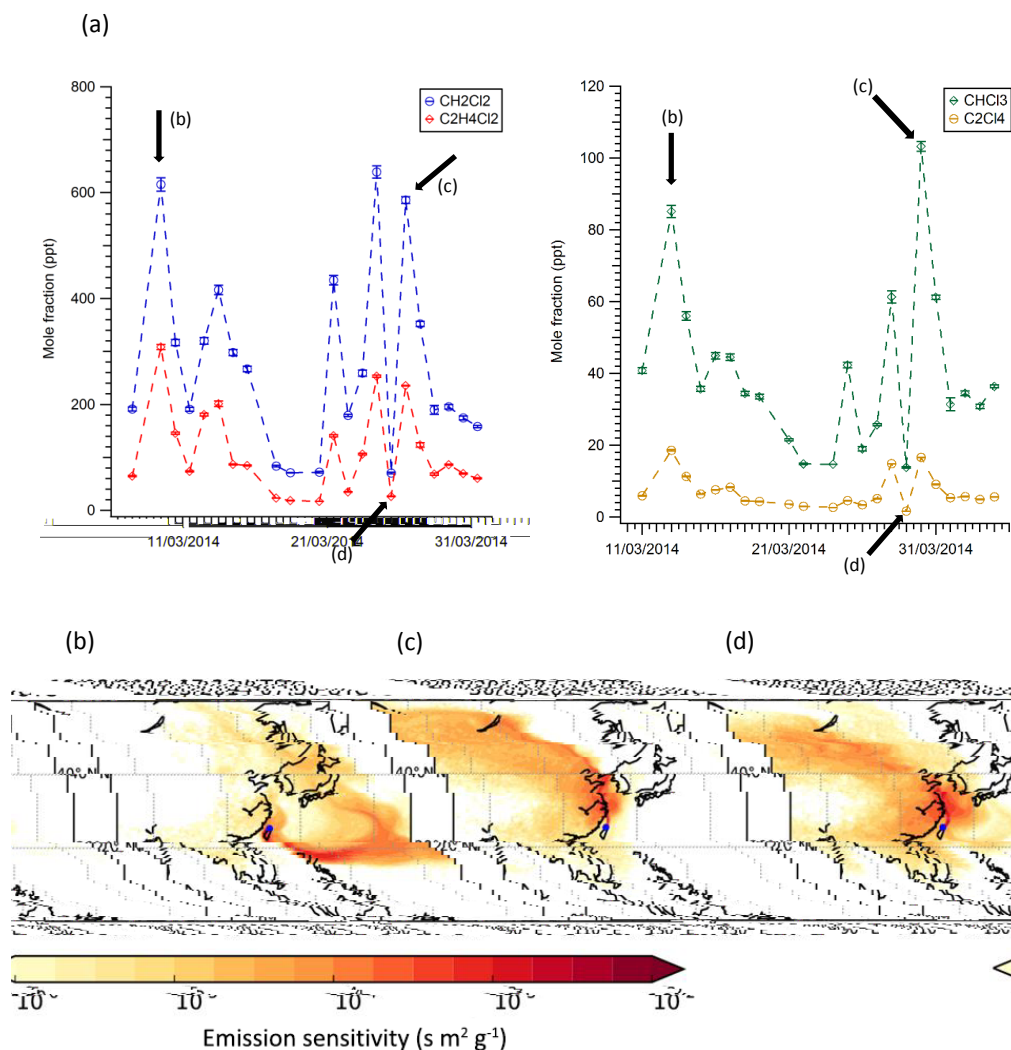 (a)
800
600
400
200
0
Mole fraction (ppt)
CH2Cl2
C2H4Cl2
(b)
(c)
(d)
11/03/2014
21/03/2014
31/03/2014
120
100
80
60
40
20
0
Mole fraction (ppt)
CHCl3
C2Cl4
(b)
(c)
(d)
11/03/2014
21/03/2014
31/03/2014
(b)
(c)
(d)
Emission sensitivity (s m² g⁻¹)